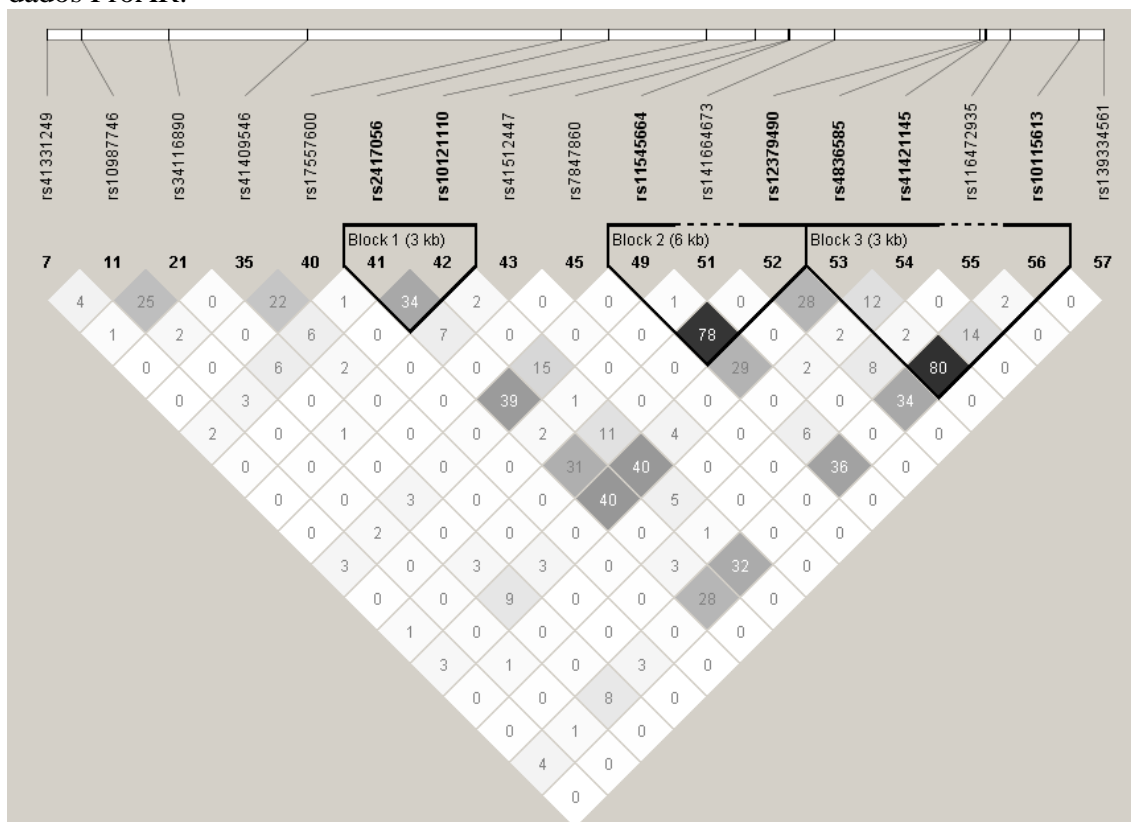 dados ProAR.
rs41331249
rs10987746
rs34116890
rs41409546
rs17557600
rs2417056
rs10121110
rs41512447
rs7847860
rs11545664
rs141664673
rs12379490
rs4836585
rs41421145
rs116472935
rs10115613
rs139334561
Block 1 (3 kb) Block 2 (6 kb) Block 3 (3 kb)
7 11 21 35 40 41 42 43 45 49 51 52 53 54 55 56 57
4 25 0 22 1 34 2 0 0 1 0 28 12 0 2 0
1 2 0 6 0 7 0 0 0 78 0 2 2 14 0
0 0 6 2 0 0 15 0 0 29 2 8 80 0
0 3 0 0 0 39 1 0 0 0 0 34 0
2 0 1 0 0 2 11 4 0 6 0 0
0 0 0 0 0 31 40 0 0 36 0
0 0 3 0 0 40 5 0 0 0
0 2 0 0 0 0 1 0 0
3 0 3 3 0 3 32 0
0 0 9 0 0 28 0
1 0 0 0 0 0
3 1 0 3 0
0 0 8 0
0 1 0
4 0
0